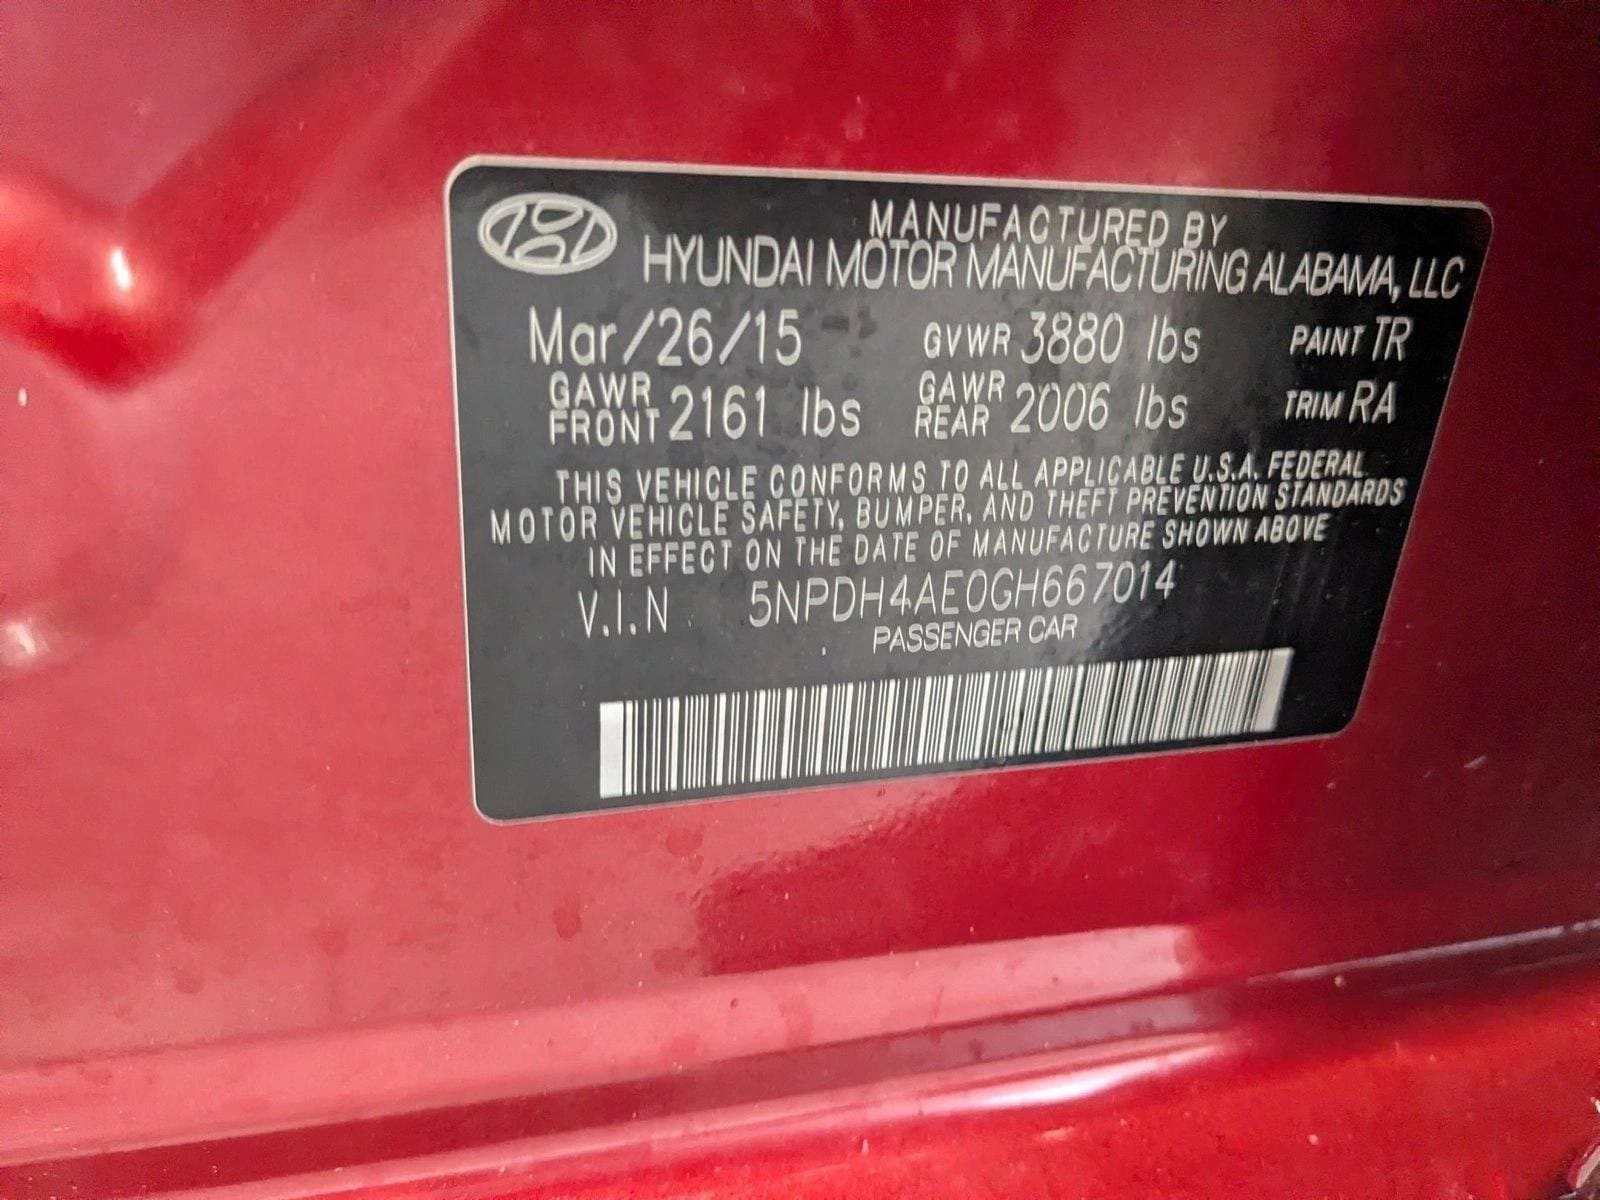 MANUFACTURED BY
HYUNDAI MOTOR MANUFACTURING ALABAMA, LLC
Mar/26/15 GVWR 3880 lbs PAINT TR
GAWR FRONT 2161 lbs GAWR REAR 2006 lbs TRIM RA
THIS VEHICLE CONFORMS TO ALL APPLICABLE U.S.A. FEDERAL
MOTOR VEHICLE SAFETY, BUMPER, AND THEFT PREVENTION STANDARDS
IN EFFECT ON THE DATE OF MANUFACTURE SHOWN ABOVE
V.I.N 5NPDH4AE0GH667014
PASSENGER CAR